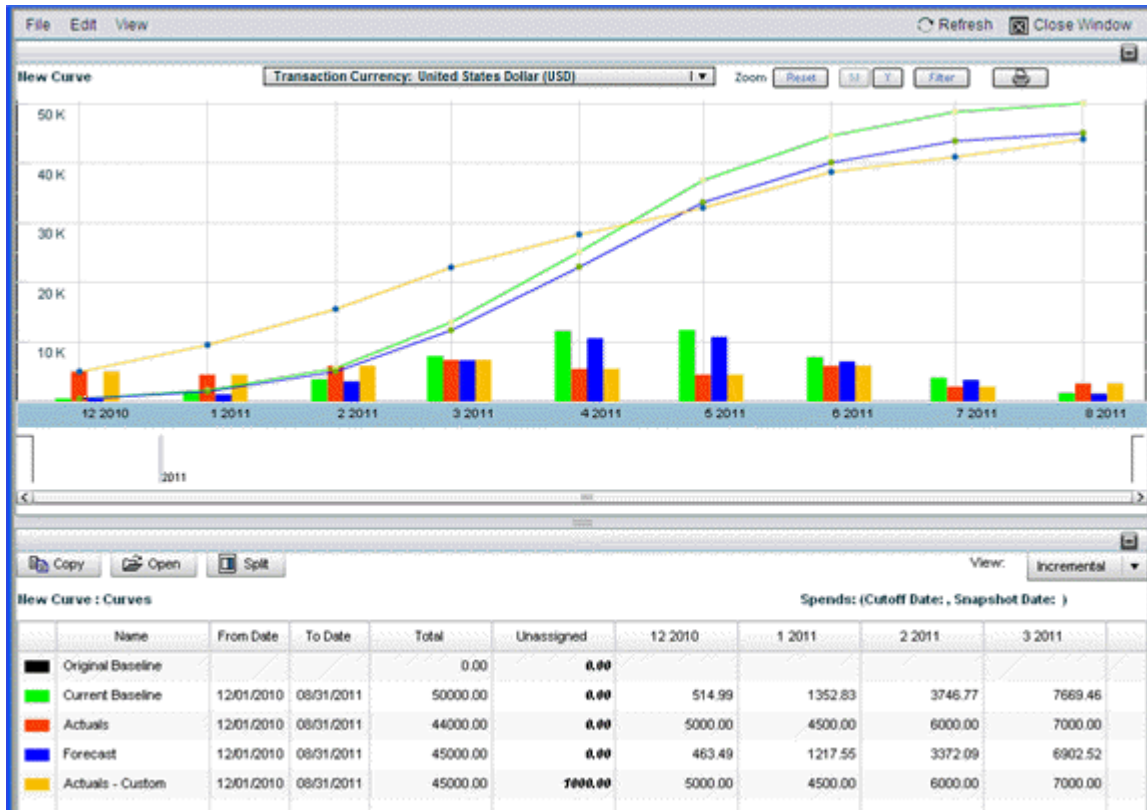 File Edit View Refresh Close Window
New Curve Transaction Currency: United States Dollar (USD) Zoom Reset Y Filter
50 K
40 K
30 K
20 K
10 K
12 2010 1 2011 2 2011 3 2011 4 2011 5 2011 6 2011 7 2011 8 2011
2011
Copy Open Split View: Incremental
New Curve : Curves Spends: (Cutoff Date: , Snapshot Date: )
Name From Date To Date Total Unassigned 12 2010 1 2011 2 2011 3 2011
Original Baseline 0.00 0.00
Current Baseline 12/01/2010 08/31/2011 50000.00 0.00 514.99 1352.83 3746.77 7669.46
Actuals 12/01/2010 08/31/2011 44000.00 0.00 5000.00 4500.00 6000.00 7000.00
Forecast 12/01/2010 08/31/2011 45000.00 0.00 463.49 1217.55 3372.09 6902.52
Actuals - Custom 12/01/2010 08/31/2011 45000.00 1000.00 5000.00 4500.00 6000.00 7000.00